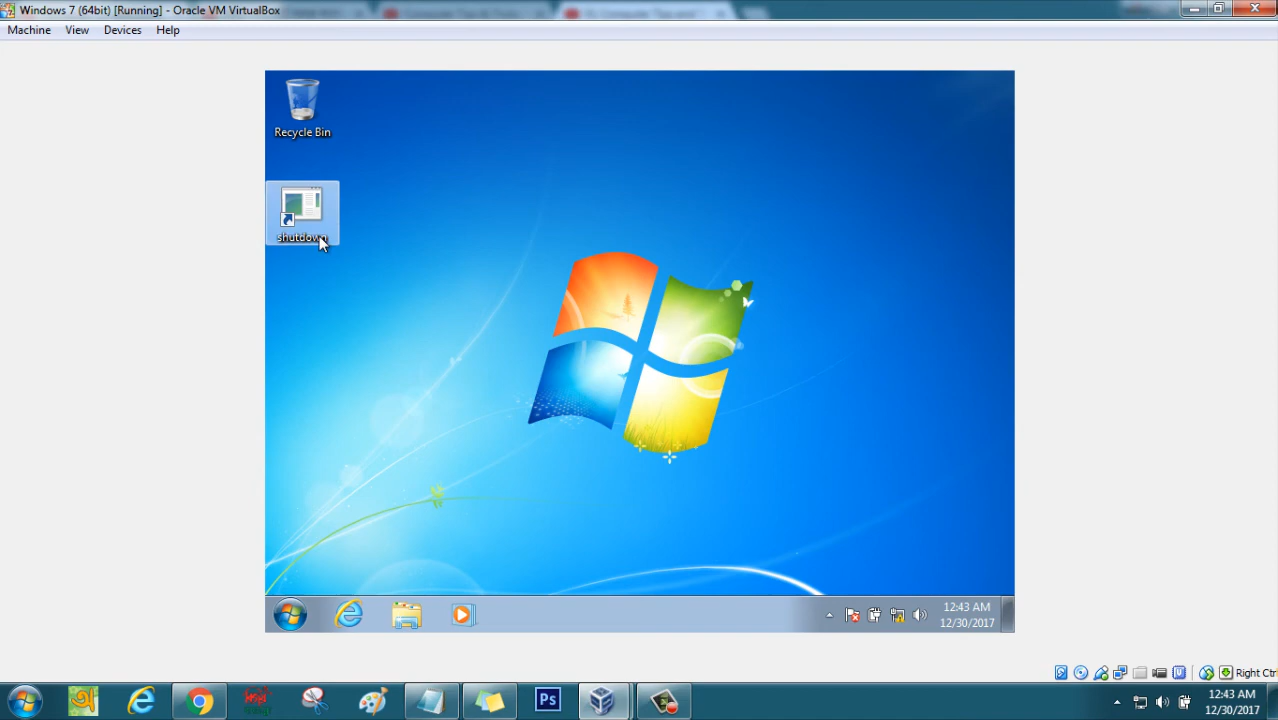 Windows 7 (64bit) [Running] - Oracle VM VirtualBox
Machine View Devices Help
Recycle Bin
shutdown
12:43 AM
12/30/2017
Right Ctrl
Ps
12:43 AM
12/30/2017